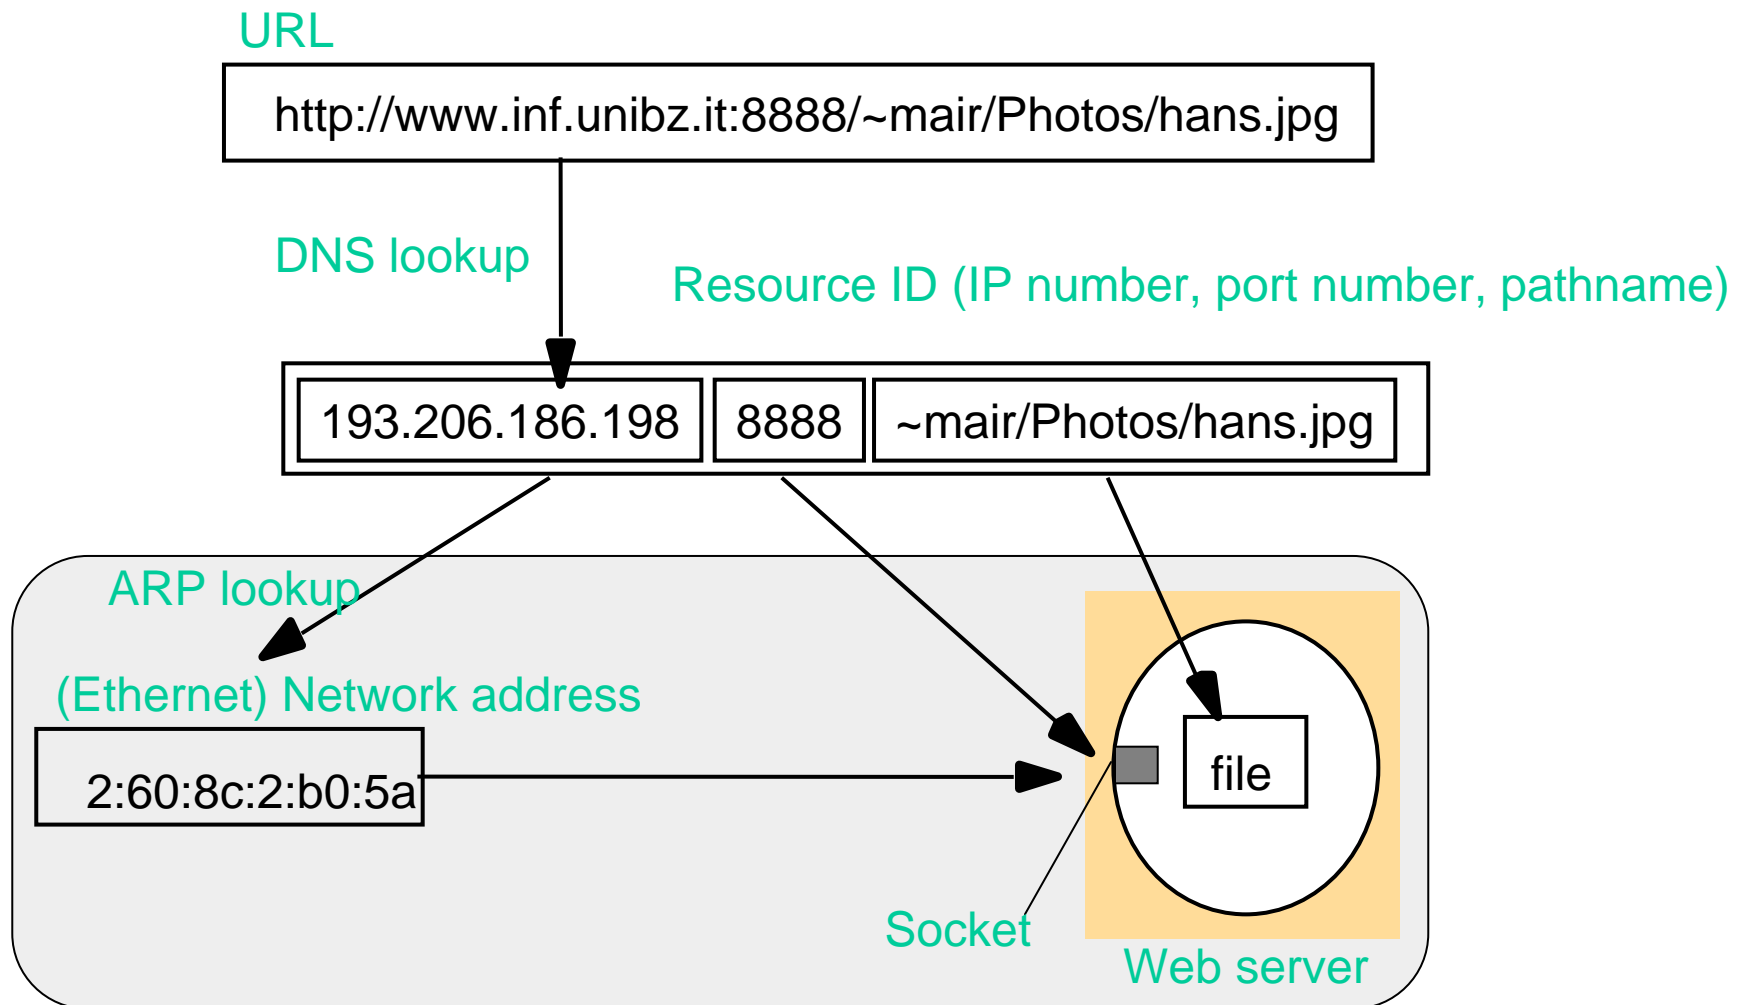 URL
http://www.inf.unibz.it:8888/~mair/Photos/hans.jpg
DNS lookup
Resource ID (IP number, port number, pathname)
193.206.186.198
8888
~mair/Photos/hans.jpg
ARP lookup
(Ethernet) Network address
2:60:8c:2:b0:5a
file
Socket
Web server